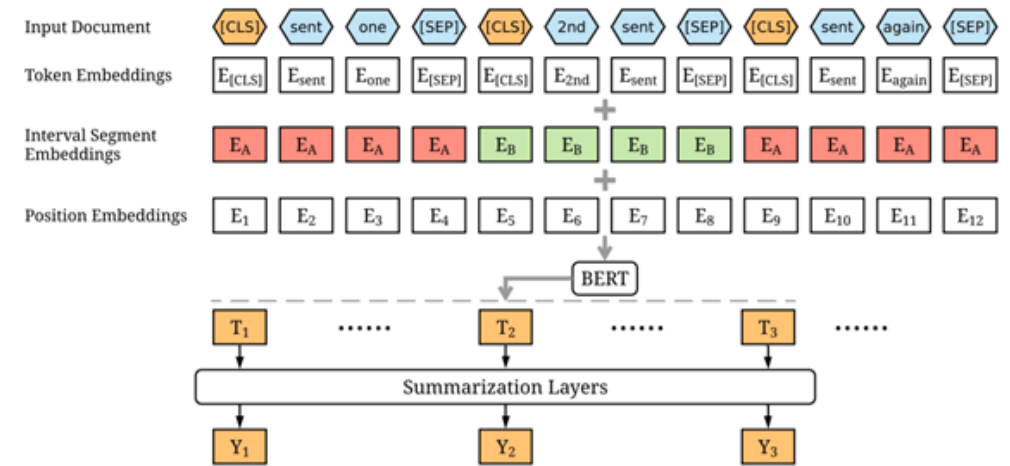 Input Document [CLS] sent one [SEP] [CLS] 2nd sent [SEP] [CLS] sent again [SEP]
Token Embeddings E[CLS] Esent Eone E[SEP] E[CLS] E2nd Esent E[SEP] E[CLS] Esent Eagain E[SEP]
+
Interval Segment
Embeddings EA EA EA EA EB EB EB EB EA EA EA EA
+
Position Embeddings E1 E2 E3 E4 E5 E6 E7 E8 E9 E10 E11 E12
BERT
T1 ...... T2 ...... T3 ......
Summarization Layers
Y1 Y2 Y3